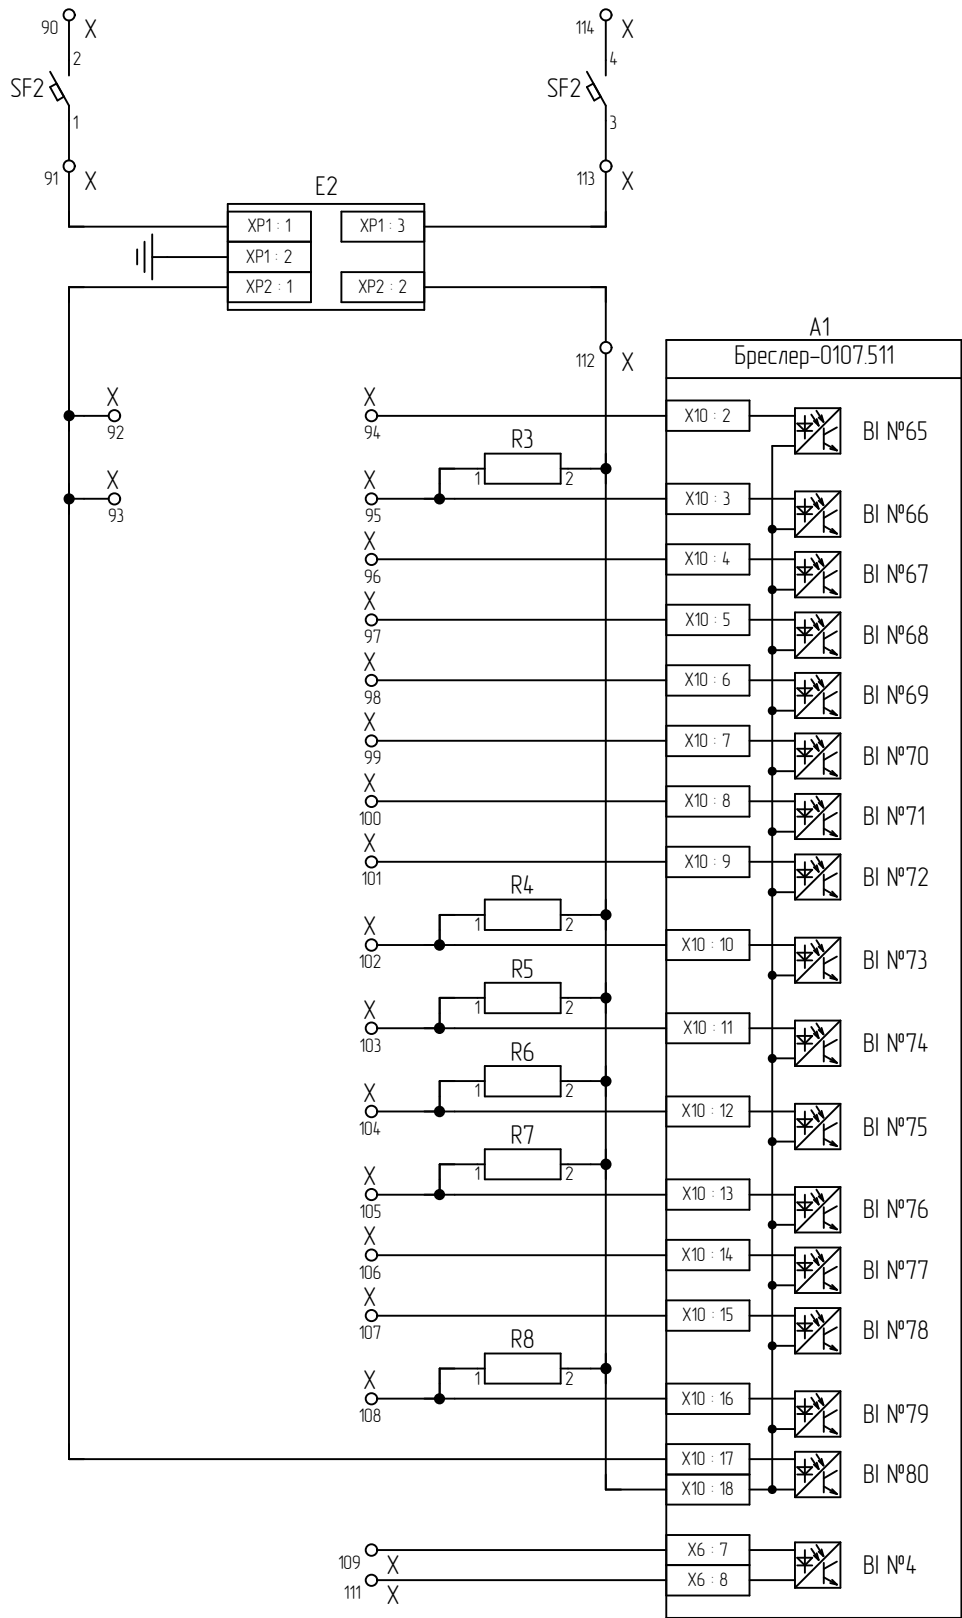 90 X
114 X
2
4
SF2
SF2
1
3
91 X
113 X
E2
XP1 : 1
XP1 : 3
XP1 : 2
XP2 : 1
XP2 : 2
112 X
A1
Бреслер-0107.511
X
92
X
94
X10 : 2
BI №65
R3
1 2
X
93
X
95
X10 : 3
BI №66
X
96
X10 : 4
BI №67
X
97
X10 : 5
BI №68
X
98
X10 : 6
BI №69
X
99
X10 : 7
BI №70
X
100
X10 : 8
BI №71
X
101
X10 : 9
BI №72
R4
1 2
X
102
X10 : 10
BI №73
R5
1 2
X
103
X10 : 11
BI №74
R6
1 2
X
104
X10 : 12
BI №75
R7
1 2
X
105
X10 : 13
BI №76
X
106
X10 : 14
BI №77
X
107
X10 : 15
BI №78
R8
1 2
X
108
X10 : 16
BI №79
X10 : 17
BI №80
X10 : 18
109 X
X6 : 7
BI №4
111 X
X6 : 8